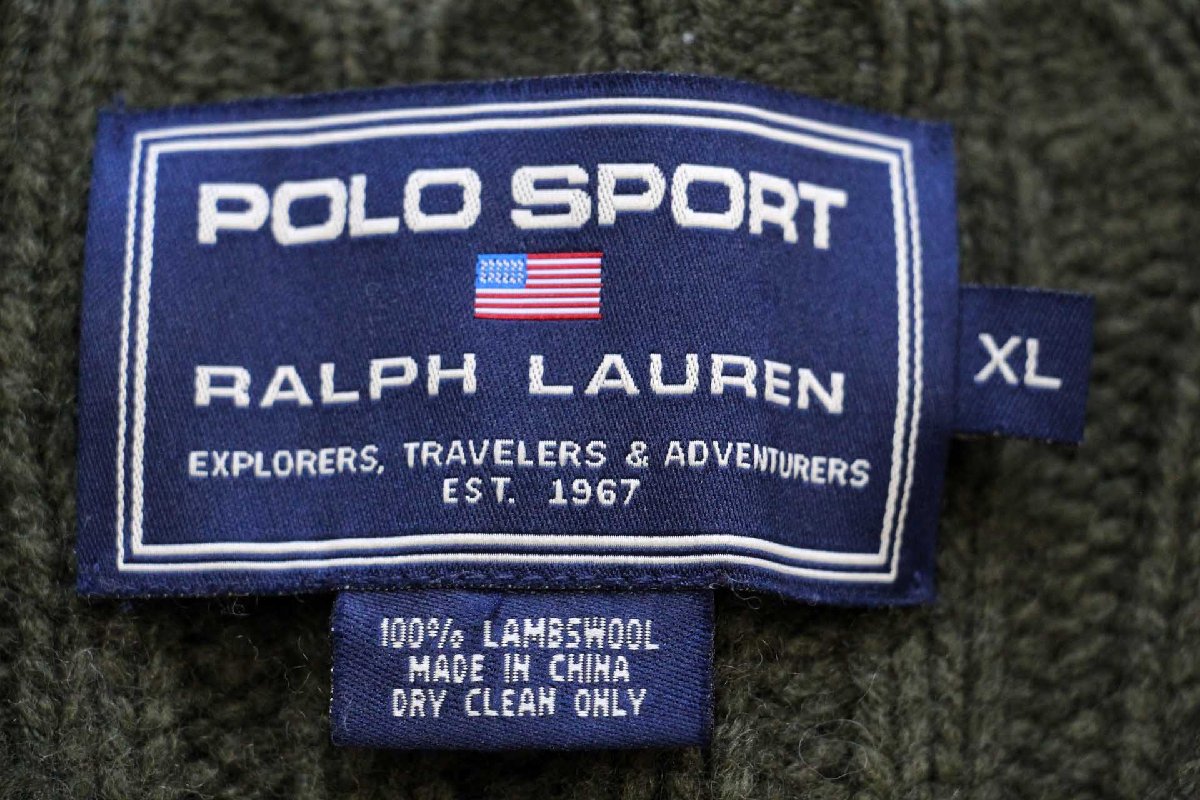 POLO SPORT
RALPH LAUREN
EXPLORERS, TRAVELERS & ADVENTURERS
EST. 1967
XL
100% LAMBSWOOL
MADE IN CHINA
DRY CLEAN ONLY